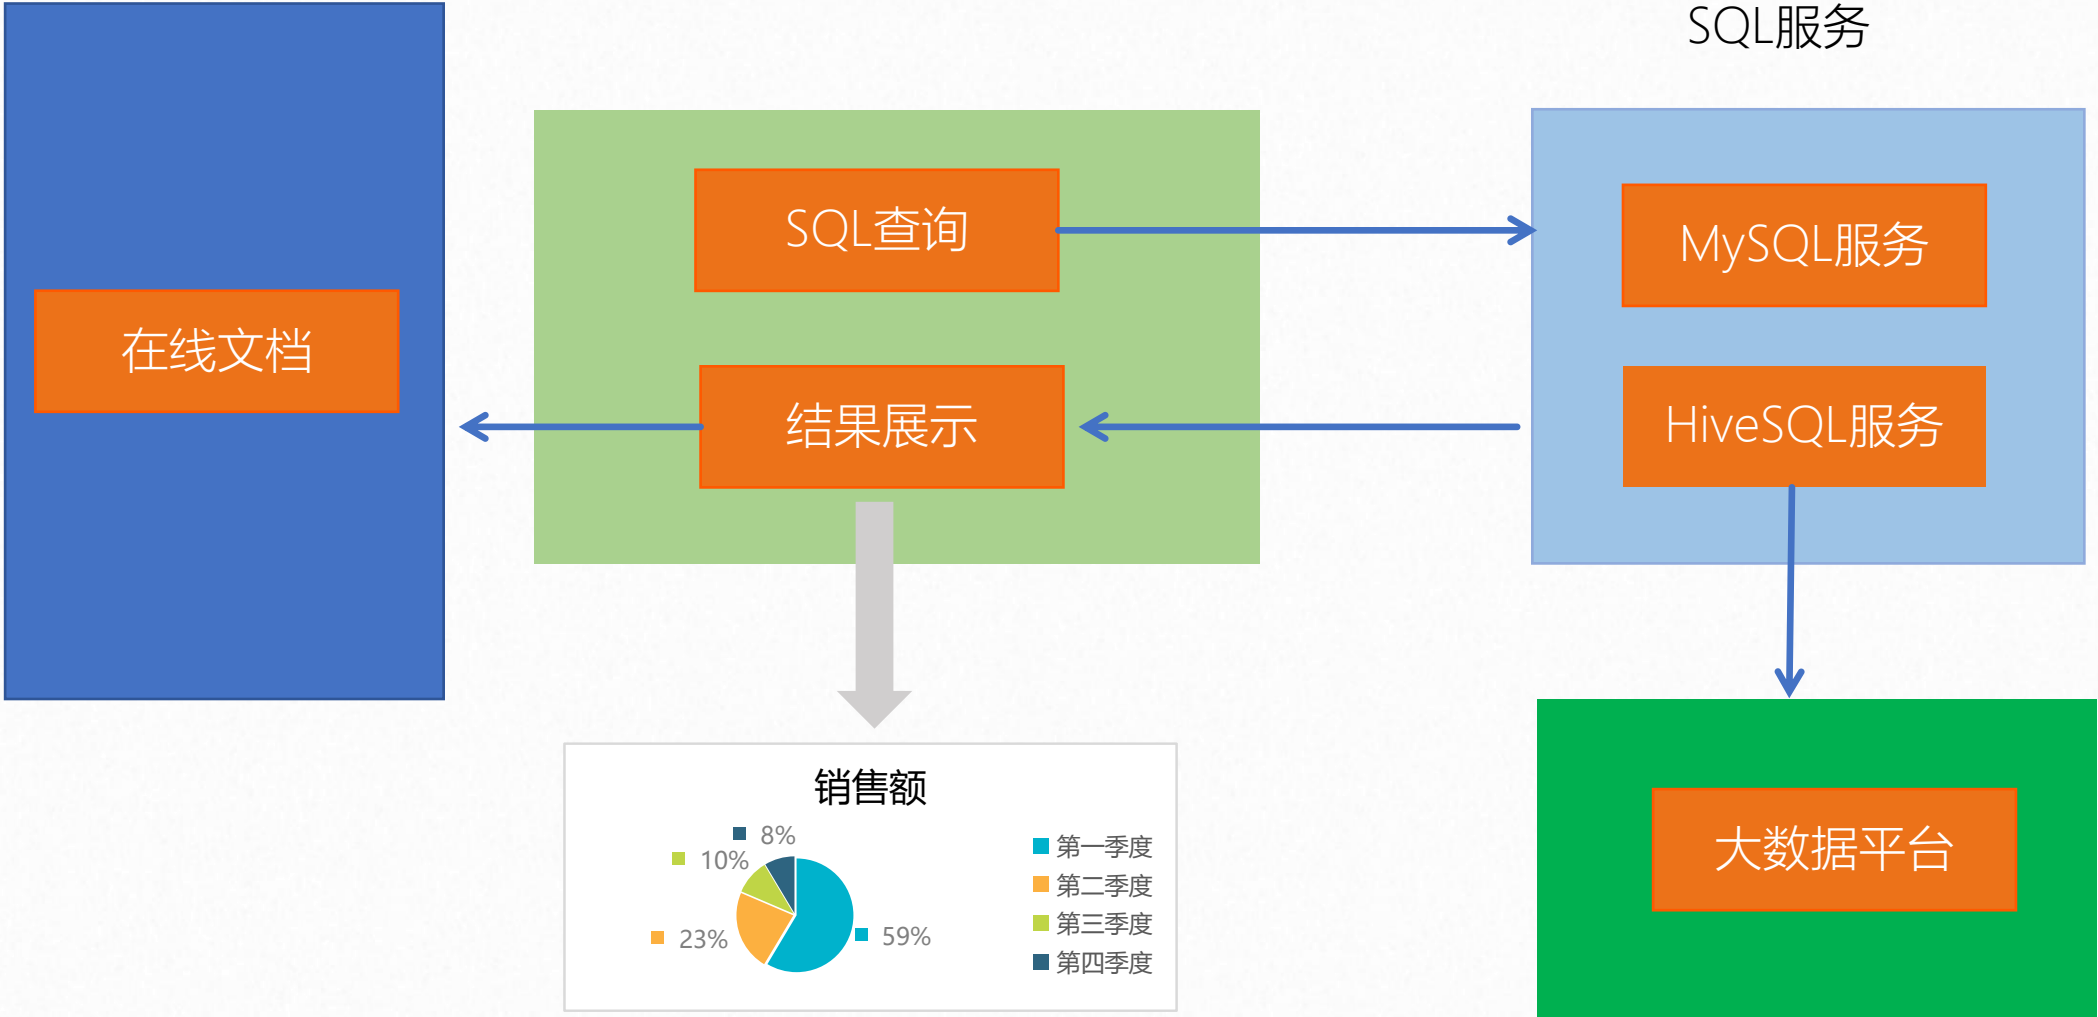 SQL服务
SQL查询
MySQL服务
在线文档
结果展示
HiveSQL服务
销售额
8%
10%
23%
59%
第一季度
第二季度
第三季度
第四季度
大数据平台